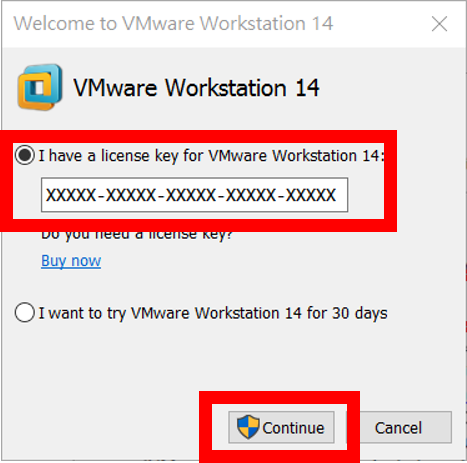 Welcome to VMware Workstation 14
VMware Workstation 14
I have a license key for VMware Workstation 14:
XXXXX-XXXXX-XXXXX-XXXXX-XXXXX
Do you need a license key?
Buy now
I want to try VMware Workstation 14 for 30 days
Continue
Cancel